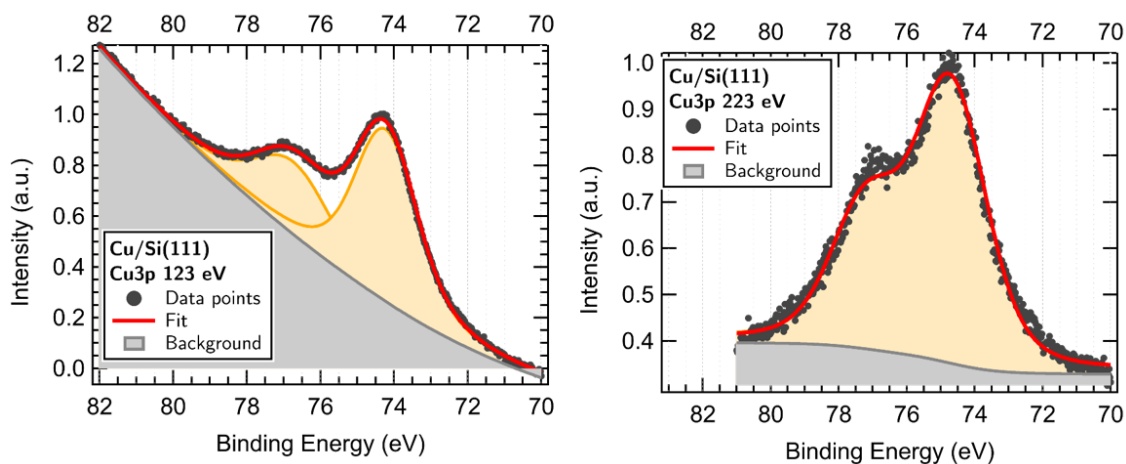 82 80 78 76 74 72 70
1.2
1.0
0.8
0.6
0.4
0.2
0.0
Intensity (a.u.)
Cu/Si(111)
Cu3p 123 eV
Data points
Fit
Background
82 80 78 76 74 72 70
Binding Energy (eV)
82 80 78 76 74 72 70
1.0
0.9
0.8
0.7
0.6
0.5
0.4
Intensity (a.u.)
Cu/Si(111)
Cu3p 223 eV
Data points
Fit
Background
82 80 78 76 74 72 70
Binding Energy (eV)